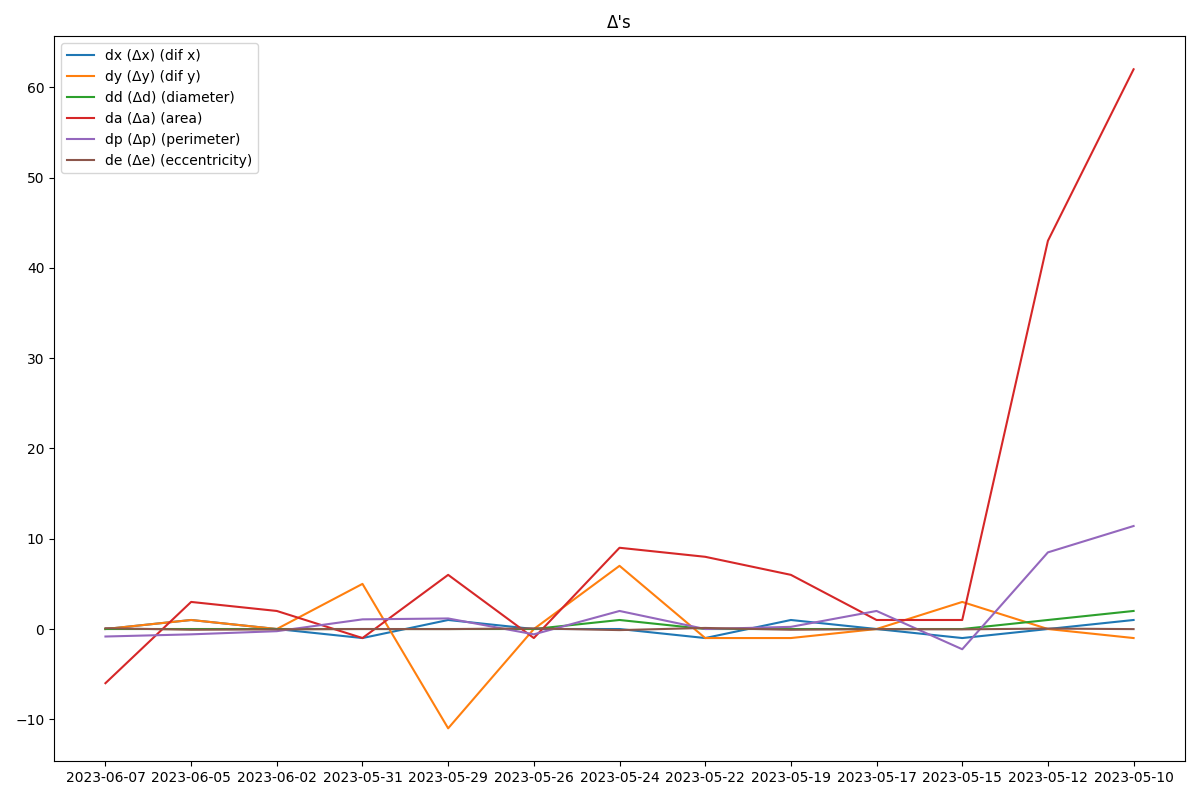 Δ's
dx (Δx) (dif x)
dy (Δy) (dif y)
dd (Δd) (diameter)
da (Δa) (area)
dp (Δp) (perimeter)
de (Δe) (eccentricity)
60
50
40
30
20
10
0
−10
2023-06-07 2023-06-05 2023-06-02 2023-05-31 2023-05-29 2023-05-26 2023-05-24 2023-05-22 2023-05-19 2023-05-17 2023-05-15 2023-05-12 2023-05-10